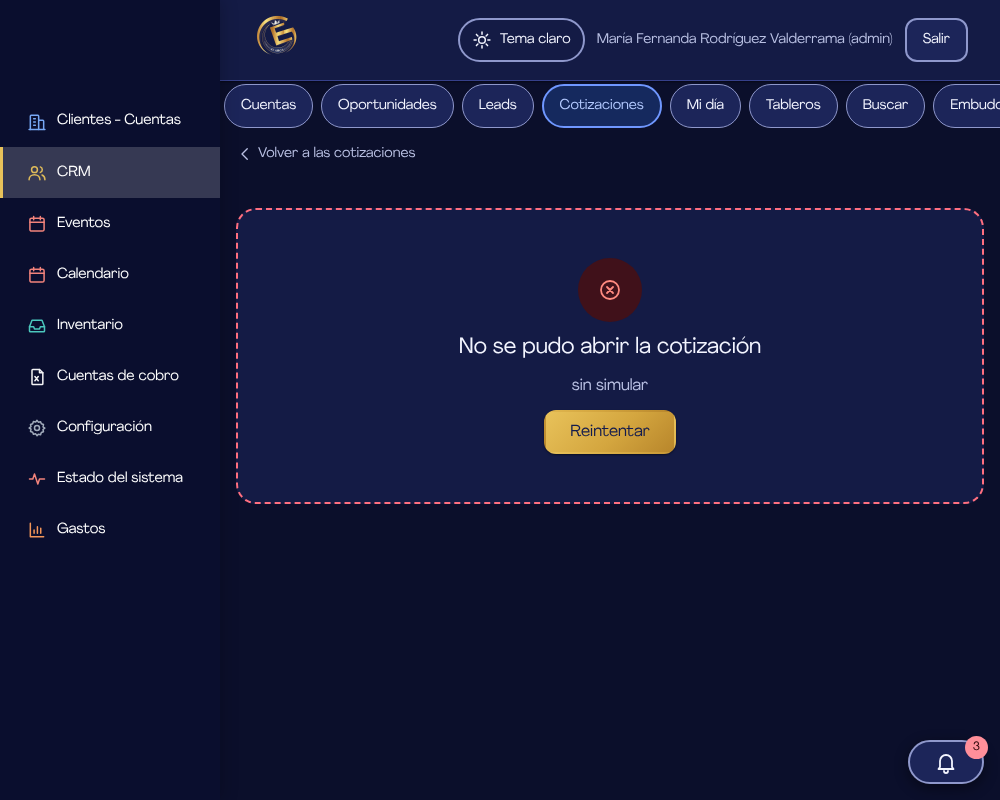 Tema claro
María Fernanda Rodríguez Valderrama (admin)
Salir
Cuentas
Oportunidades
Leads
Cotizaciones
Mi día
Tableros
Buscar
Volver a las cotizaciones
Clientes - Cuentas
CRM
Eventos
Calendario
Inventario
Cuentas de cobro
Configuración
Estado del sistema
Gastos
No se pudo abrir la cotización
sin simular
Reintentar
3